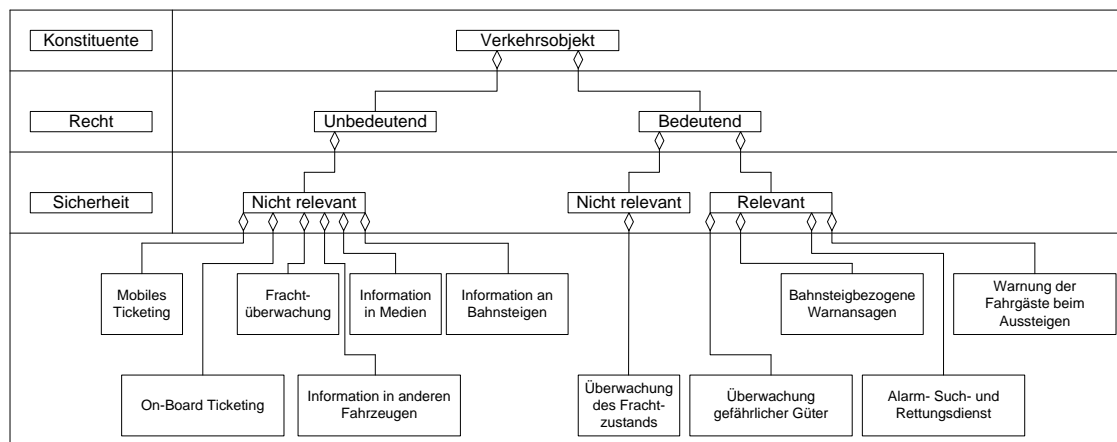 Konstituente
Verkehrsobjekt
Recht
Unbedeutend
Bedeutend
Sicherheit
Nicht relevant
Nicht relevant
Relevant
Mobiles
Ticketing
Fracht-
überwachung
Information
in Medien
Information an
Bahnsteigen
Bahnsteigbezogene
Warnansagen
Warnung der
Fahrgäste beim
Aussteigen
On-Board Ticketing
Information in anderen
Fahrzeugen
Überwachung
des Fracht-
zustands
Überwachung
gefährlicher Güter
Alarm- Such- und
Rettungsdienst